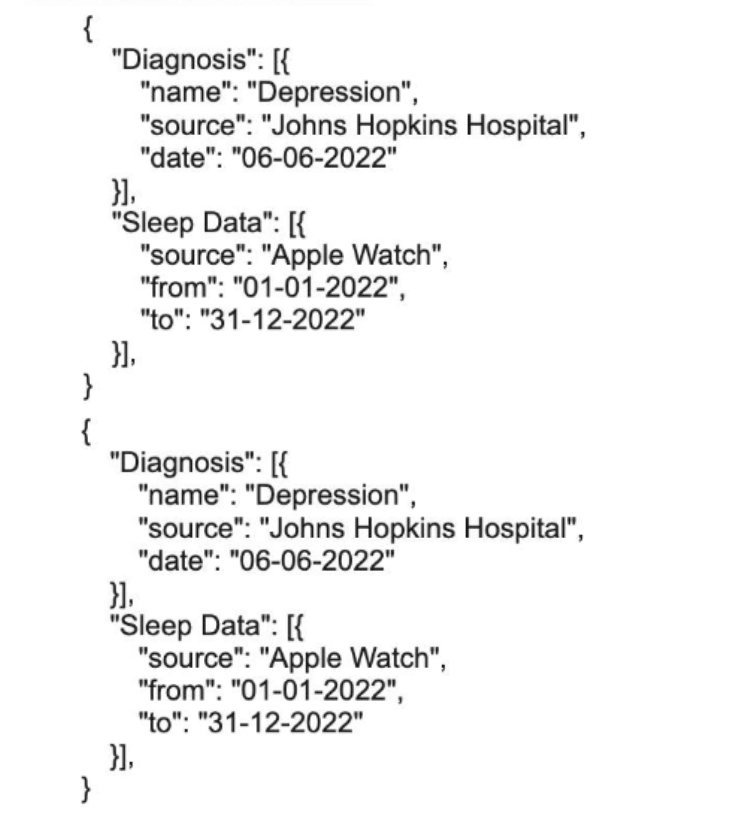 {
"Diagnosis": [{
"name": "Depression",
"source": "Johns Hopkins Hospital",
"date": "06-06-2022"
}],
"Sleep Data": [{
"source": "Apple Watch",
"from": "01-01-2022",
"to": "31-12-2022"
}],
}
{
"Diagnosis": [{
"name": "Depression",
"source": "Johns Hopkins Hospital",
"date": "06-06-2022"
}],
"Sleep Data": [{
"source": "Apple Watch",
"from": "01-01-2022",
"to": "31-12-2022"
}],
}